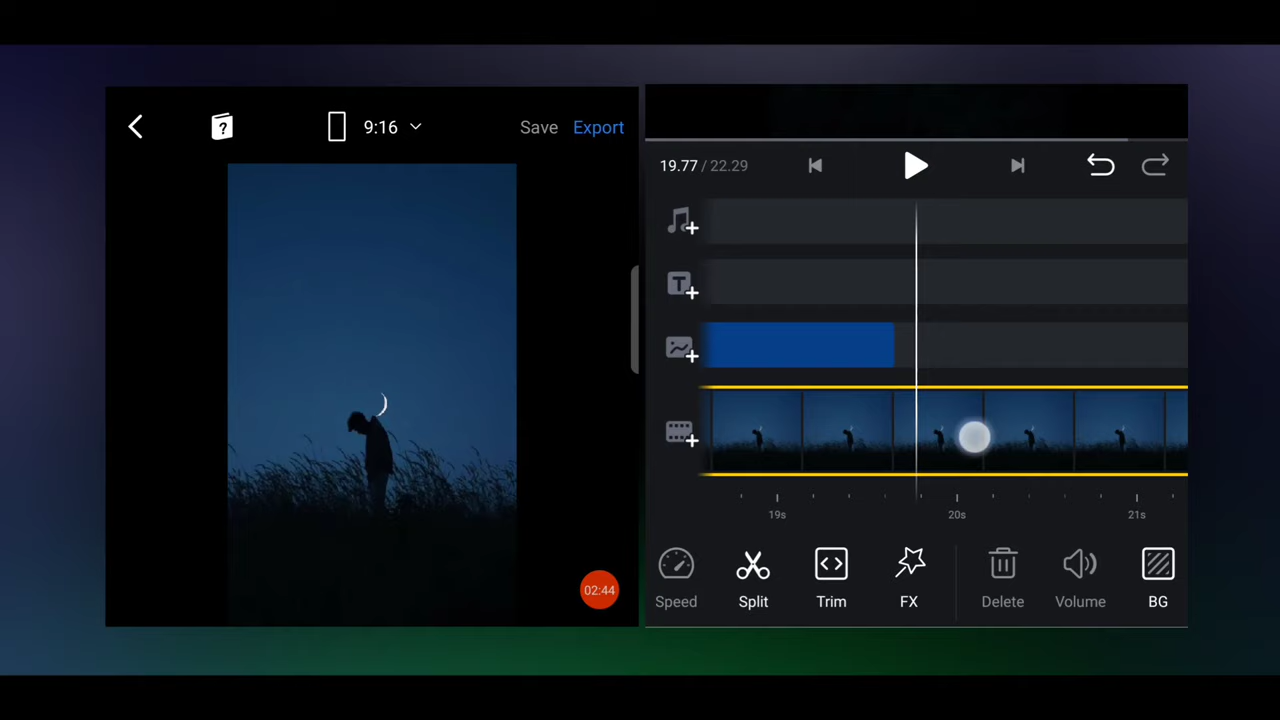 ?
9:16
Save
Export
02:44
19.77 / 22.29
T
19s
20s
21s
Speed
Split
Trim
FX
Delete
Volume
BG